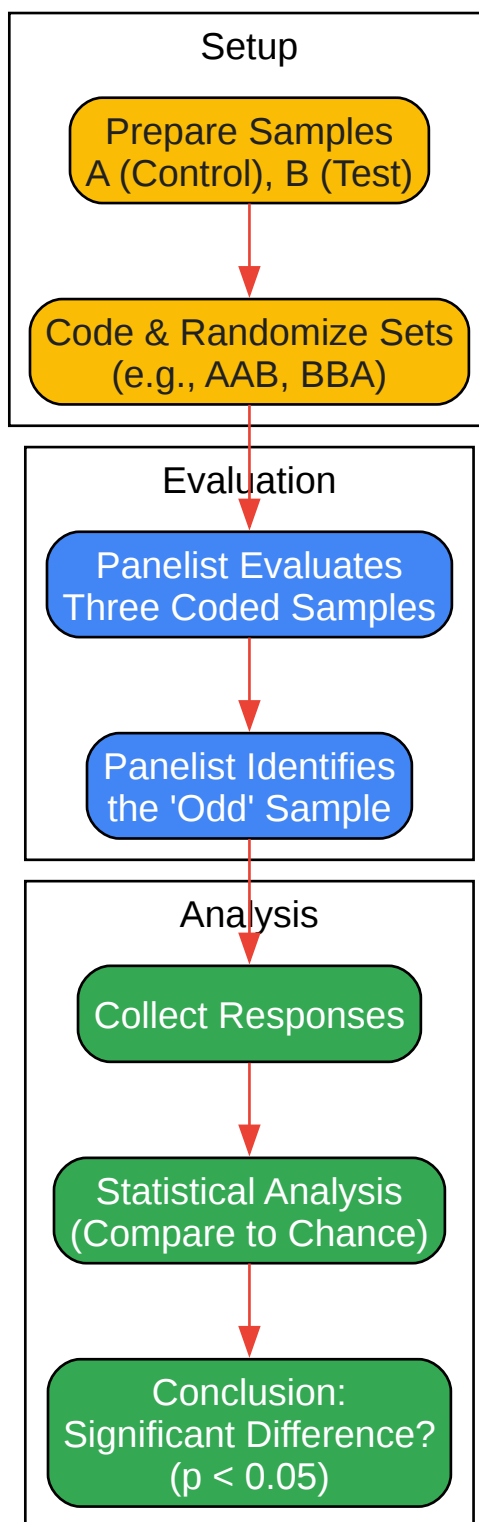 Setup
Prepare Samples
A (Control), B (Test)
Code & Randomize Sets
(e.g., AAB, BBA)
Evaluation
Panelist Evaluates
Three Coded Samples
Panelist Identifies
the 'Odd' Sample
Analysis
Collect Responses
Statistical Analysis
(Compare to Chance)
Conclusion:
Significant Difference?
(p < 0.05)